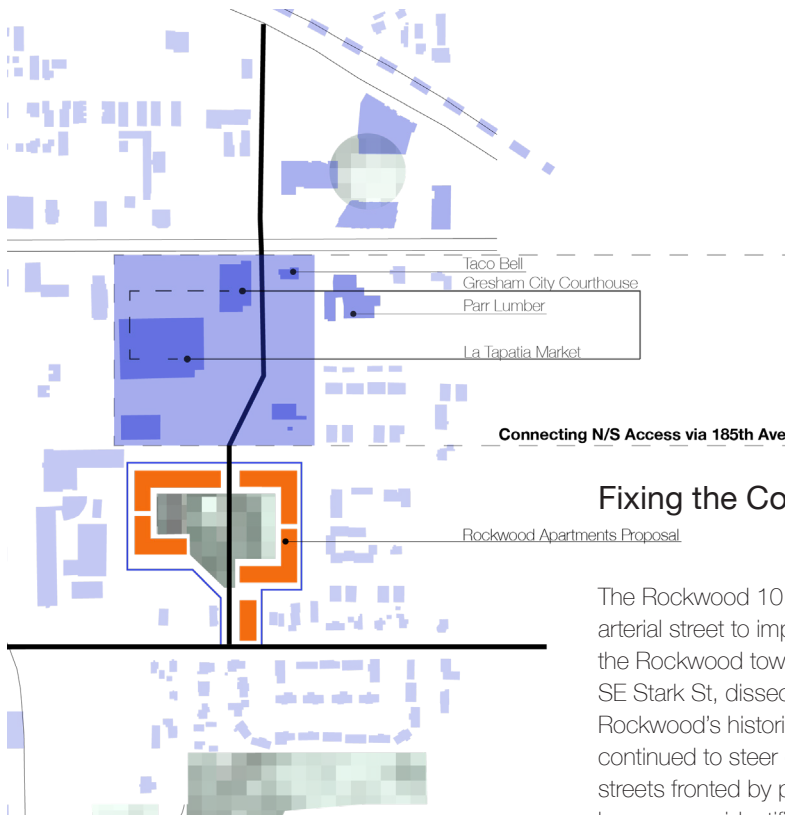 Taco Bell
Gresham City Courthouse
Parr Lumber
La Tapatia Market
Connecting N/S Access via 185th Ave
Fixing the Co
Rockwood Apartments Proposal
The Rockwood 10
arterial street to imp
the Rockwood tow
SE Stark St, dissec
Rockwood's histori
continued to steer
streets fronted by p